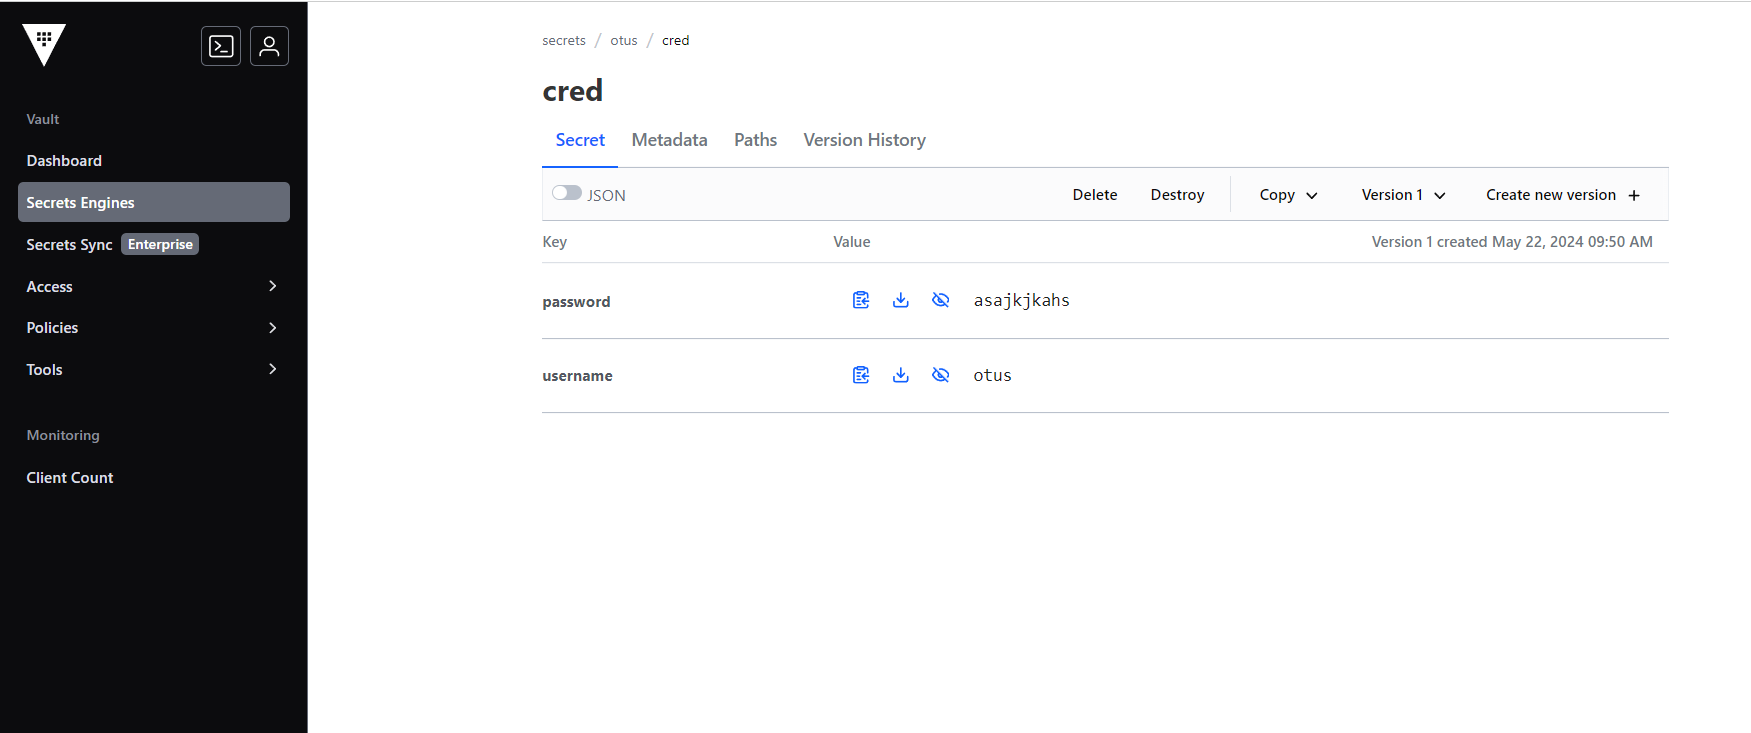 secrets / otus / cred
cred
Secret Metadata Paths Version History
JSON Delete Destroy Copy Version 1 Create new version +
Key Value Version 1 created May 22, 2024 09:50 AM
password asajkjkahs
username otus
Vault
Dashboard
Secrets Engines
Secrets Sync Enterprise
Access
Policies
Tools
Monitoring
Client Count